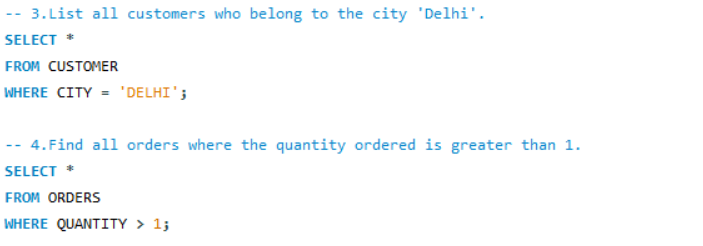 -- 3.List all customers who belong to the city 'Delhi'.
SELECT *
FROM CUSTOMER
WHERE CITY = 'DELHI';
-- 4.Find all orders where the quantity ordered is greater than 1.
SELECT *
FROM ORDERS
WHERE QUANTITY > 1;